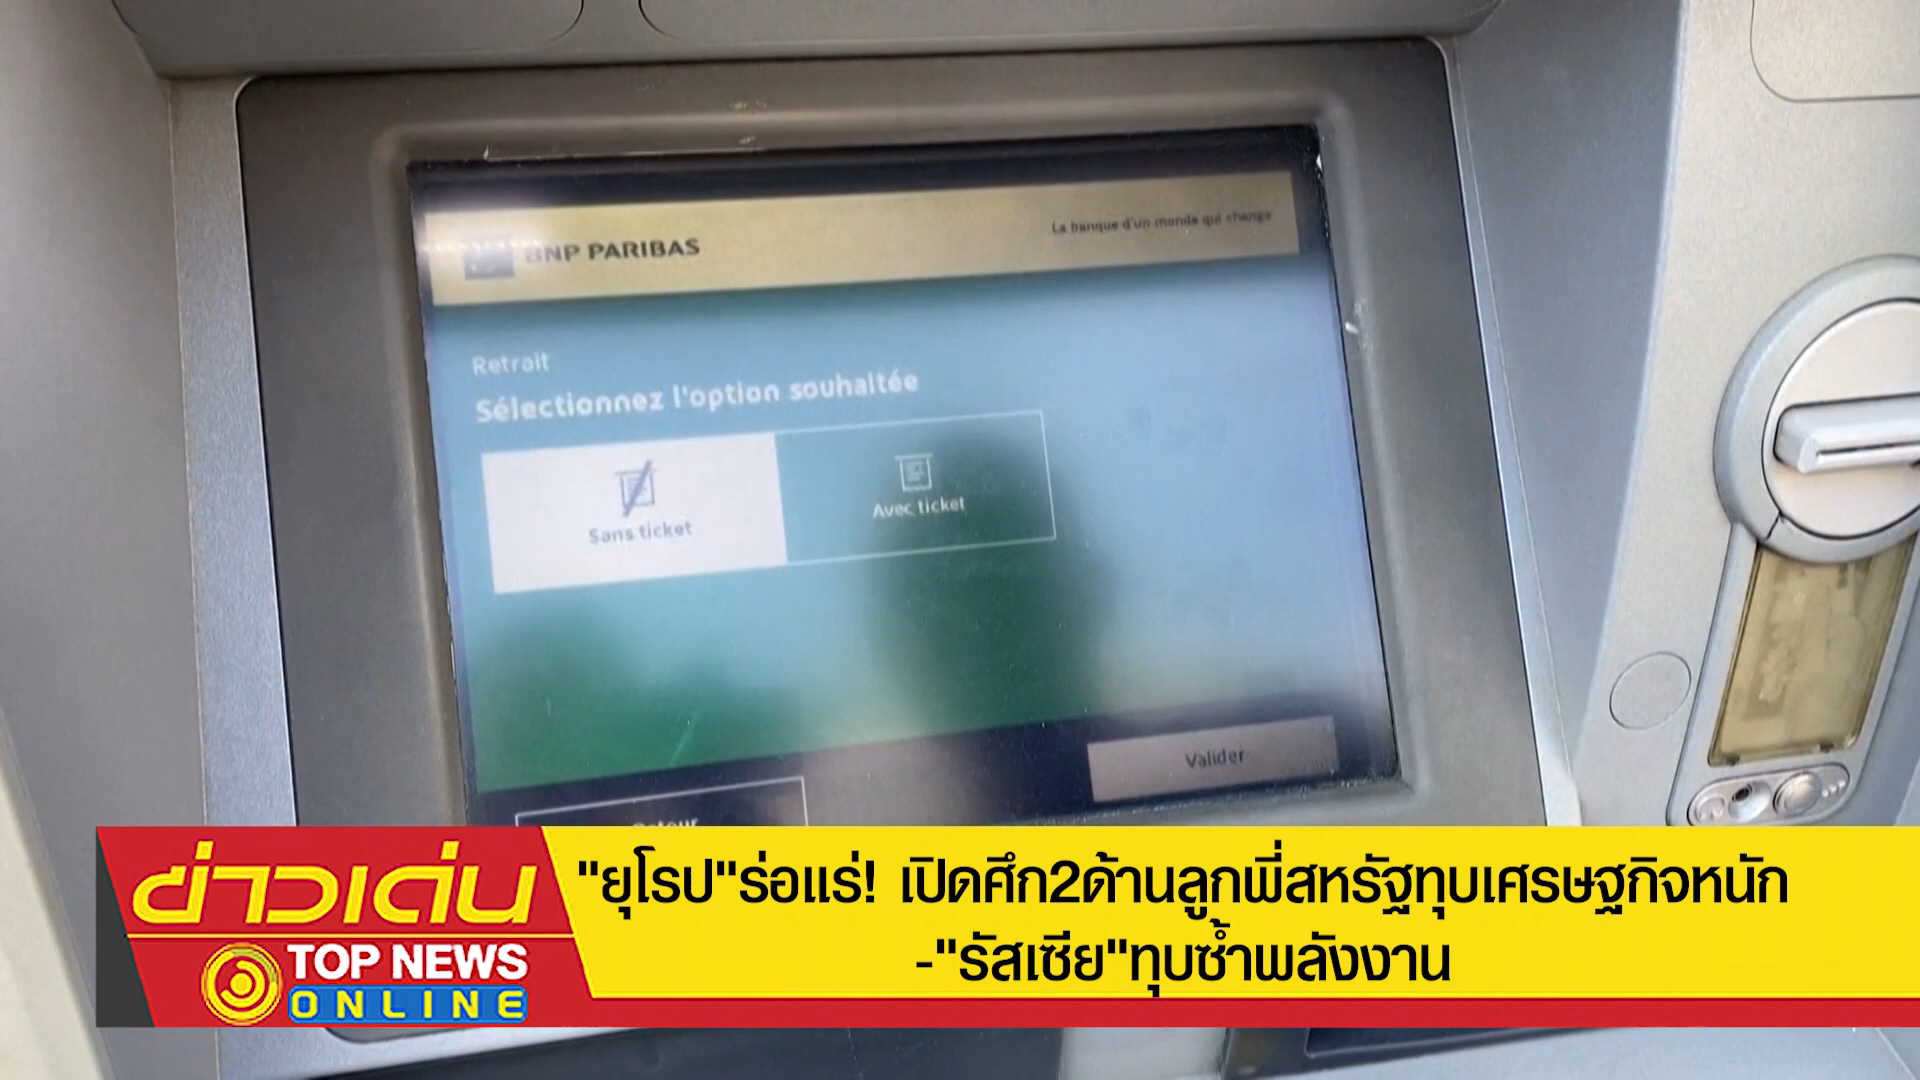 BNP PARIBAS
La banque d'un monde qui change
Retrait
Sélectionnez l'option souhaitée
Sans ticket
Avec ticket
Valider
Retour
ข่าวเด่น
TOP NEWS
ONLINE
"ยุโรป"ร่อแร่! เปิดศึก2ด้านลูกพี่สหรัฐทุบเศรษฐกิจหนัก
-"รัสเซีย"ทุบซ้ำพลังงาน